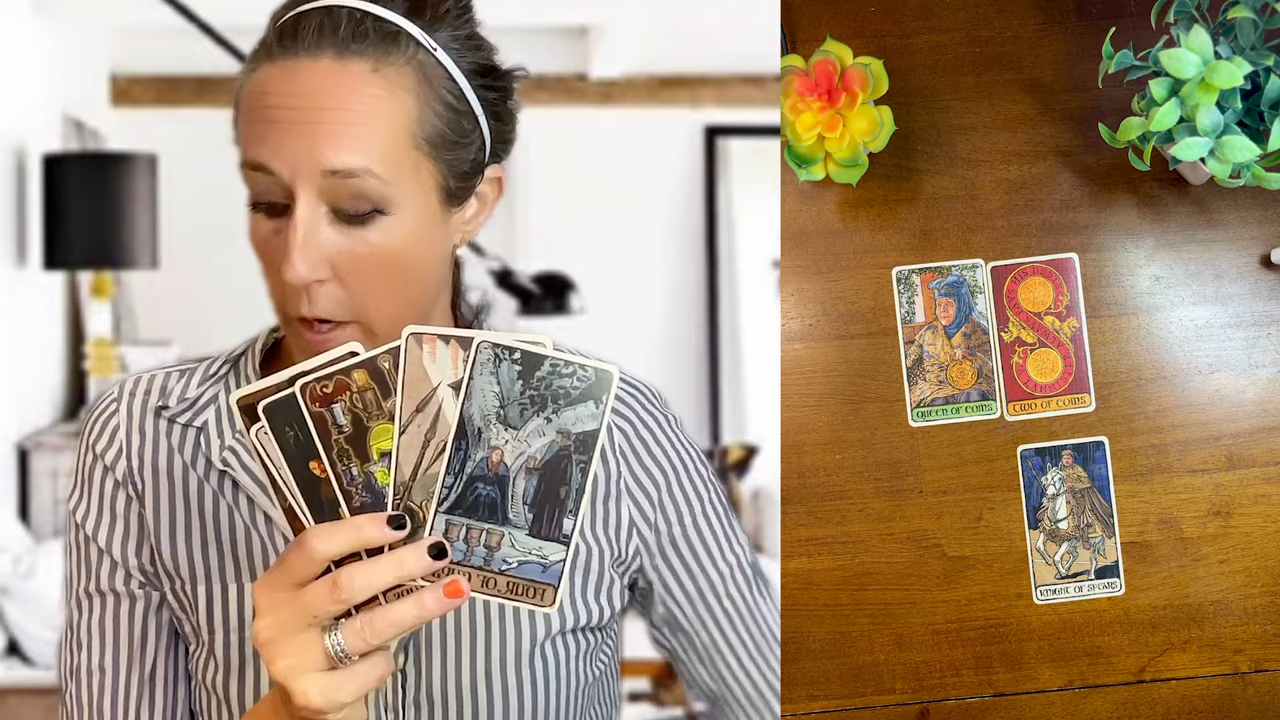 FOUR OF CUPS
QUEEN OF COINS
TWO OF COINS
KNIGHT OF SPEARS